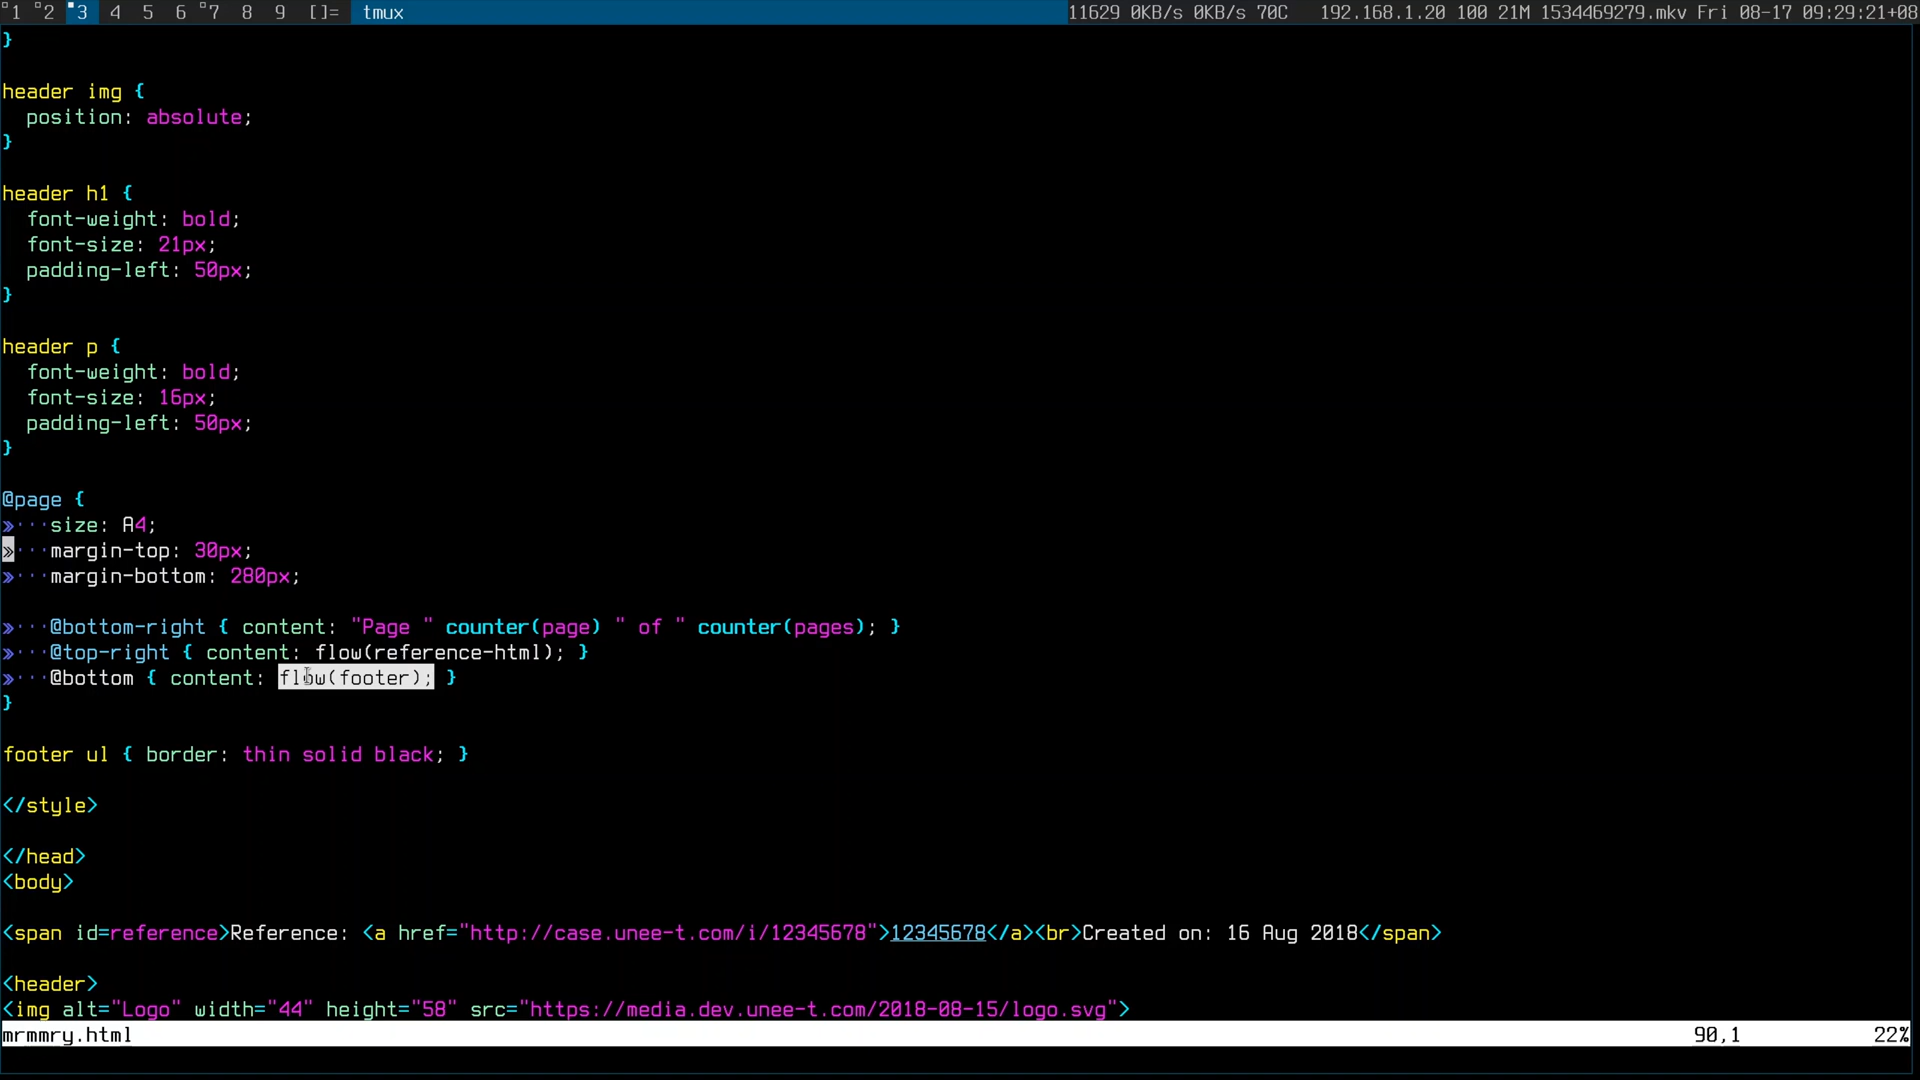 1 2 3 4 5 6 7 8 9 []= tmux 11629 0KB/s 0KB/s 70C 192.168.1.20 100 21M 1534469279.mkv Fri 08-17 09:29:21+08
}
header img {
  position: absolute;
}
header h1 {
  font-weight: bold;
  font-size: 21px;
  padding-left: 50px;
}
header p {
  font-weight: bold;
  font-size: 16px;
  padding-left: 50px;
}
@page {
»···size: A4;
»···margin-top: 30px;
»···margin-bottom: 280px;
»···@bottom-right { content: "Page " counter(page) " of " counter(pages); }
»···@top-right { content: flow(reference-html); }
»···@bottom { content: flow(footer); }
}
footer ul { border: thin solid black; }
</style>
</head>
<body>
<span id=reference>Reference: <a href="http://case.unee-t.com/i/12345678">12345678</a><br>Created on: 16 Aug 2018</span>
<header>
<img alt="Logo" width="44" height="58" src="https://media.dev.unee-t.com/2018-08-15/logo.svg">
mrmmry.html 90,1 22%